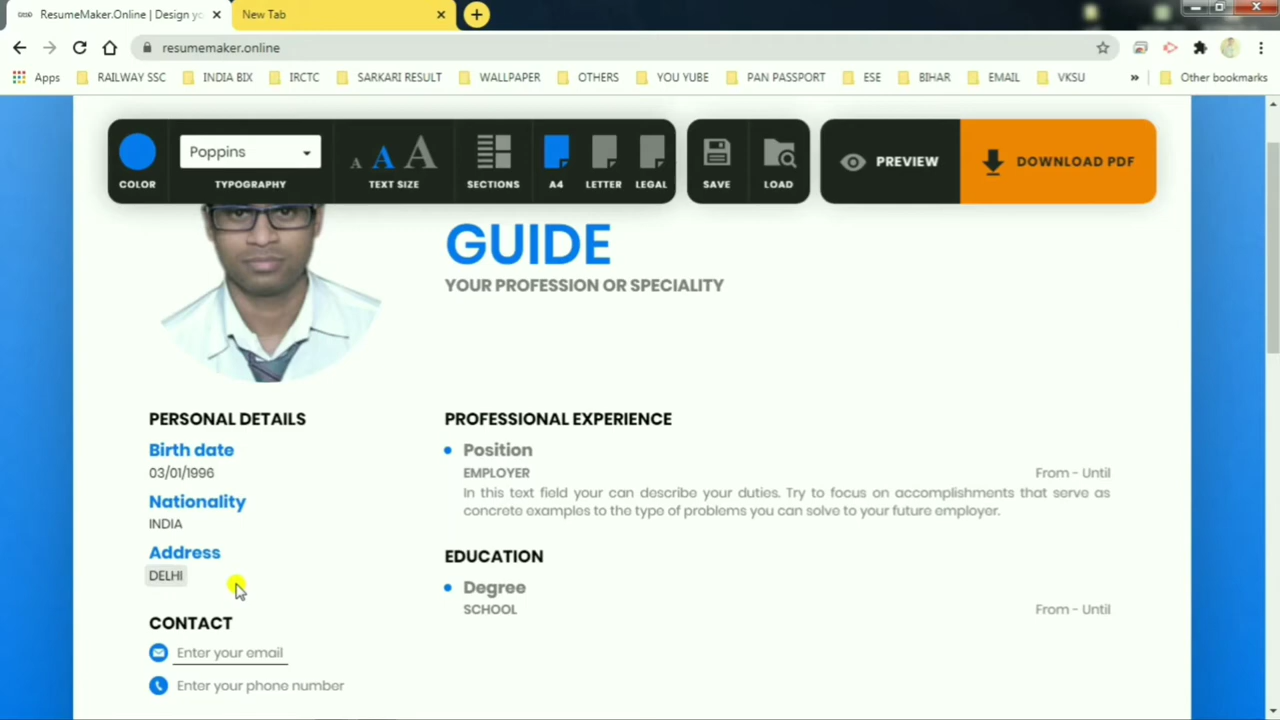 ResumeMaker.Online | Design yo
New Tab
resumemaker.online
Apps RAILWAY SSC INDIA BIX IRCTC SARKARI RESULT WALLPAPER OTHERS YOU YUBE PAN PASSPORT ESE BIHAR EMAIL VKSU » Other bookmarks
Poppins
A A A
COLOR TYPOGRAPHY TEXT SIZE SECTIONS A4 LETTER LEGAL SAVE LOAD
PREVIEW
DOWNLOAD PDF
GUIDE
YOUR PROFESSION OR SPECIALITY
PERSONAL DETAILS
Birth date
03/01/1996
Nationality
INDIA
Address
DELHI
CONTACT
Enter your email
Enter your phone number
PROFESSIONAL EXPERIENCE
Position
EMPLOYER From - Until
In this text field your can describe your duties. Try to focus on accomplishments that serve as
concrete examples to the type of problems you can solve to your future employer.
EDUCATION
Degree
SCHOOL From - Until